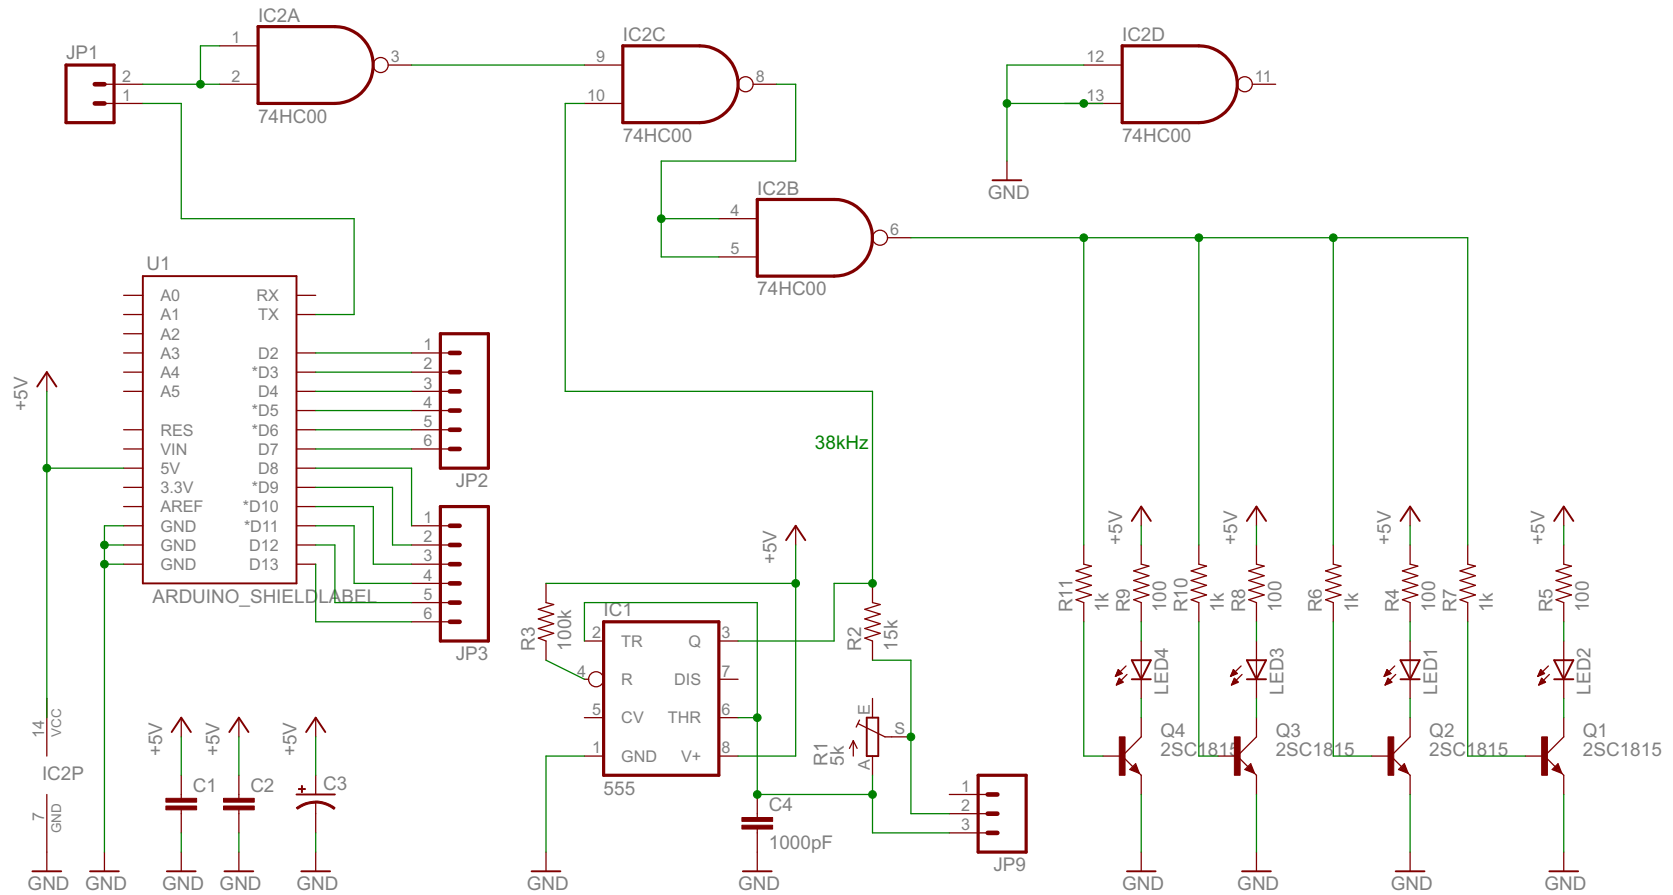 IC2A
1
2
3
74HC00
JP1
2
1
IC2C
9
10
8
74HC00
IC2D
12
13
11
74HC00
GND
IC2B
4
5
6
74HC00
U1
A0
A1
A2
A3
A4
A5
RES
VIN
5V
3.3V
AREF
GND
GND
GND
RX
TX
D2
*D3
D4
*D5
*D6
D7
D8
*D9
*D10
*D11
D12
D13
ARDUINO_SHIELDLABEL
1
2
3
4
5
6
JP2
1
2
3
4
5
6
JP3
+5V
14
VCC
IC2P
7
GND
GND
GND
+5V
C1
GND
+5V
C2
GND
+5V
+
C3
GND
38kHz
+5V
R3
100k
IC1
2
TR
4
R
5
CV
1
GND
Q
3
DIS
7
THR
6
V+
8
555
GND
R2
15k
R1
5k
E
S
A
C4
1000pF
GND
1
2
3
JP9
+5V
R11
1k
R9
100
LED4
Q4
2SC1815
GND
+5V
R10
1k
R8
100
LED3
Q3
2SC1815
GND
+5V
R6
1k
R4
100
LED1
Q2
2SC1815
GND
+5V
R7
1k
R5
100
LED2
Q1
2SC1815
GND